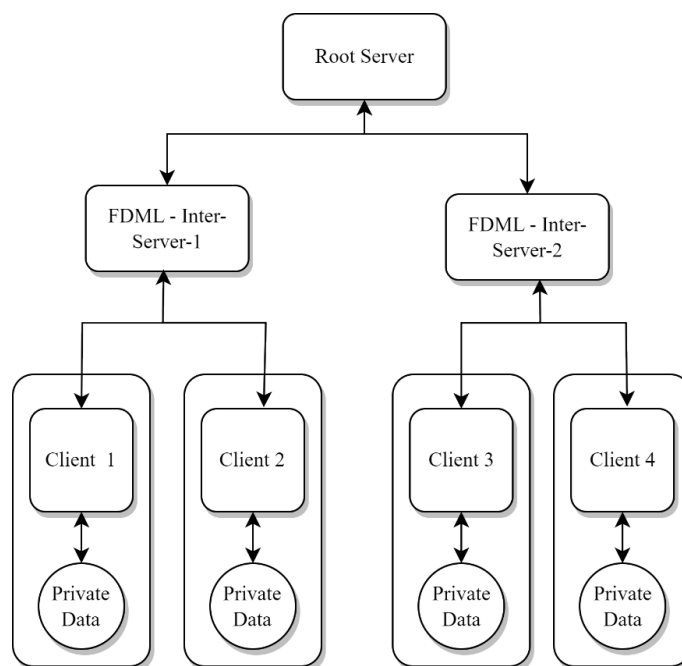 Root Server
FDML - Inter-
Server-1
FDML - Inter-
Server-2
Client 1
Client 2
Client 3
Client 4
Private
Data
Private
Data
Private
Data
Private
Data